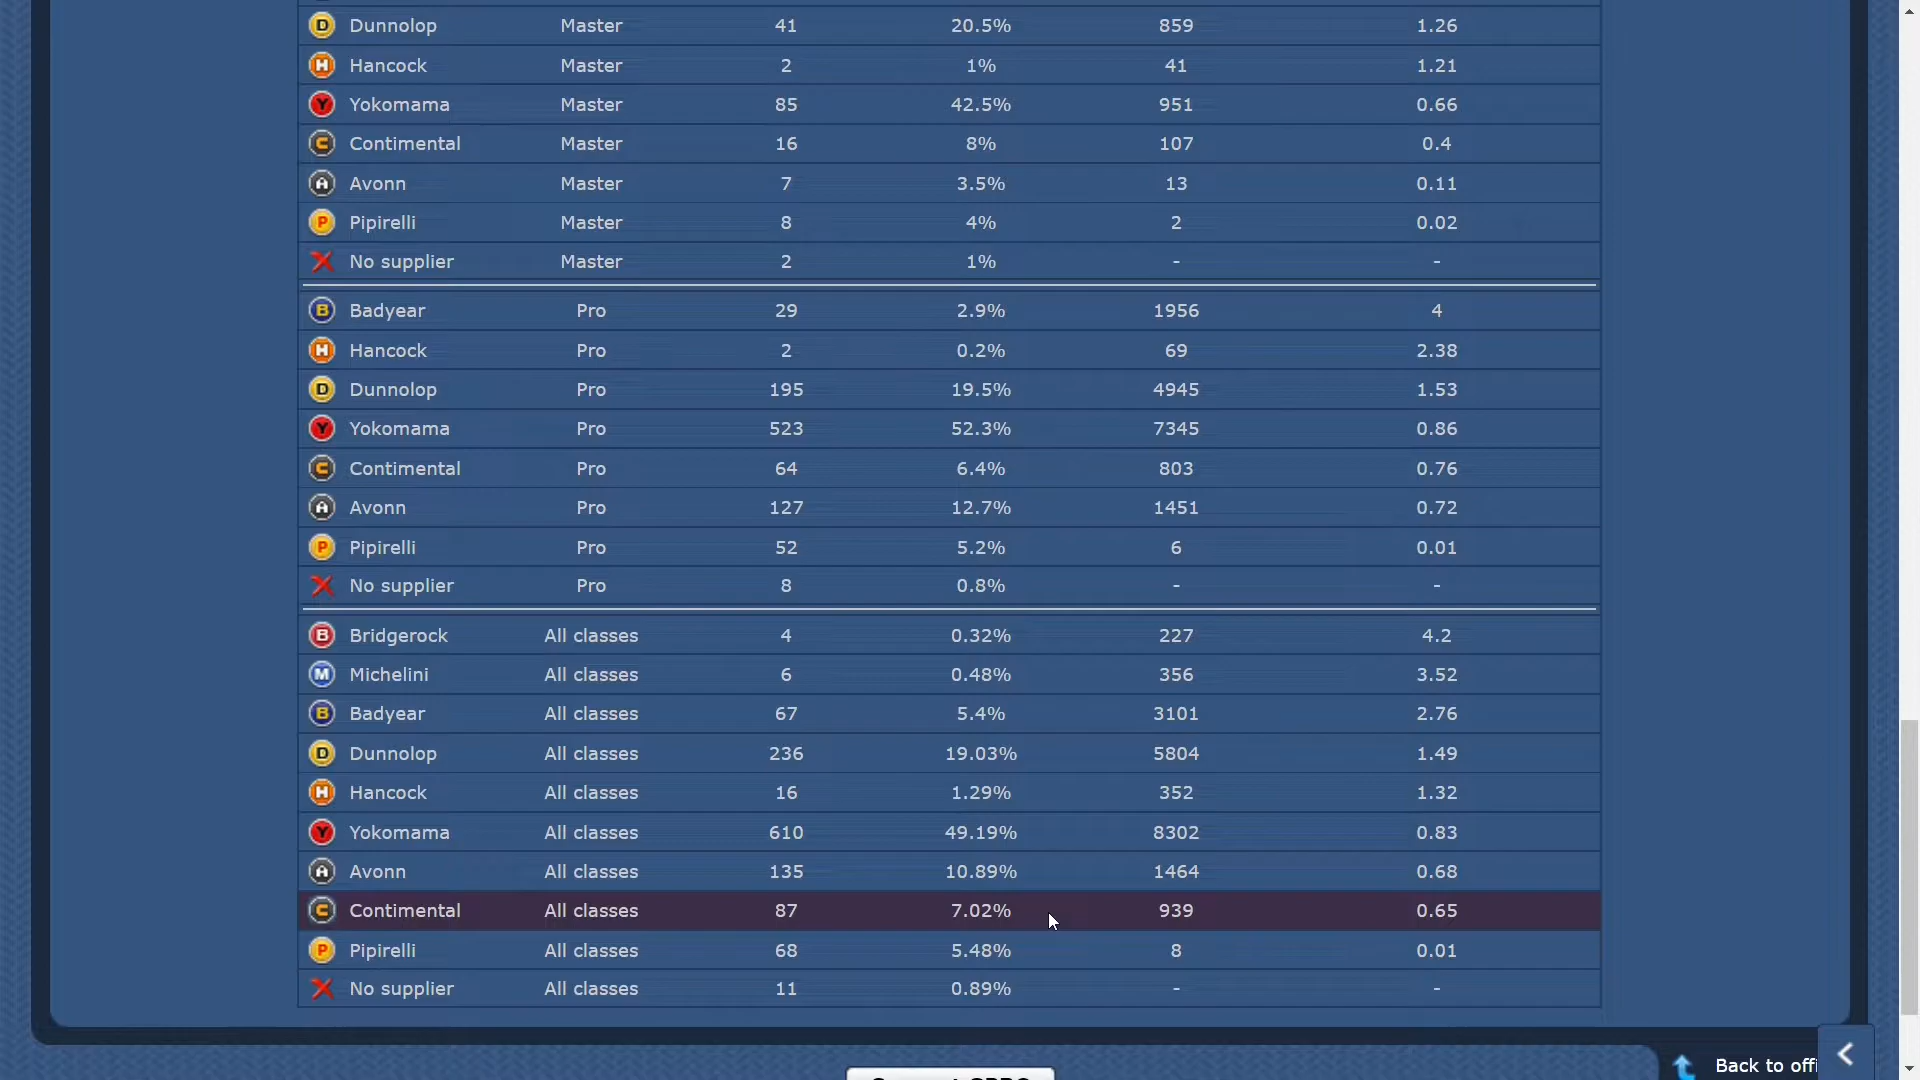 D Dunnolop Master 41 20.5% 859 1.26
H Hancock Master 2 1% 41 1.21
Y Yokomama Master 85 42.5% 951 0.66
C Contimental Master 16 8% 107 0.4
A Avonn Master 7 3.5% 13 0.11
P Pipirelli Master 8 4% 2 0.02
No supplier Master 2 1% - -
B Badyear Pro 29 2.9% 1956 4
H Hancock Pro 2 0.2% 69 2.38
D Dunnolop Pro 195 19.5% 4945 1.53
Y Yokomama Pro 523 52.3% 7345 0.86
C Contimental Pro 64 6.4% 803 0.76
A Avonn Pro 127 12.7% 1451 0.72
P Pipirelli Pro 52 5.2% 6 0.01
No supplier Pro 8 0.8% - -
B Bridgerock All classes 4 0.32% 227 4.2
M Michelini All classes 6 0.48% 356 3.52
B Badyear All classes 67 5.4% 3101 2.76
D Dunnolop All classes 236 19.03% 5804 1.49
H Hancock All classes 16 1.29% 352 1.32
Y Yokomama All classes 610 49.19% 8302 0.83
A Avonn All classes 135 10.89% 1464 0.68
C Contimental All classes 87 7.02% 939 0.65
P Pipirelli All classes 68 5.48% 8 0.01
No supplier All classes 11 0.89% - -
Back to offi